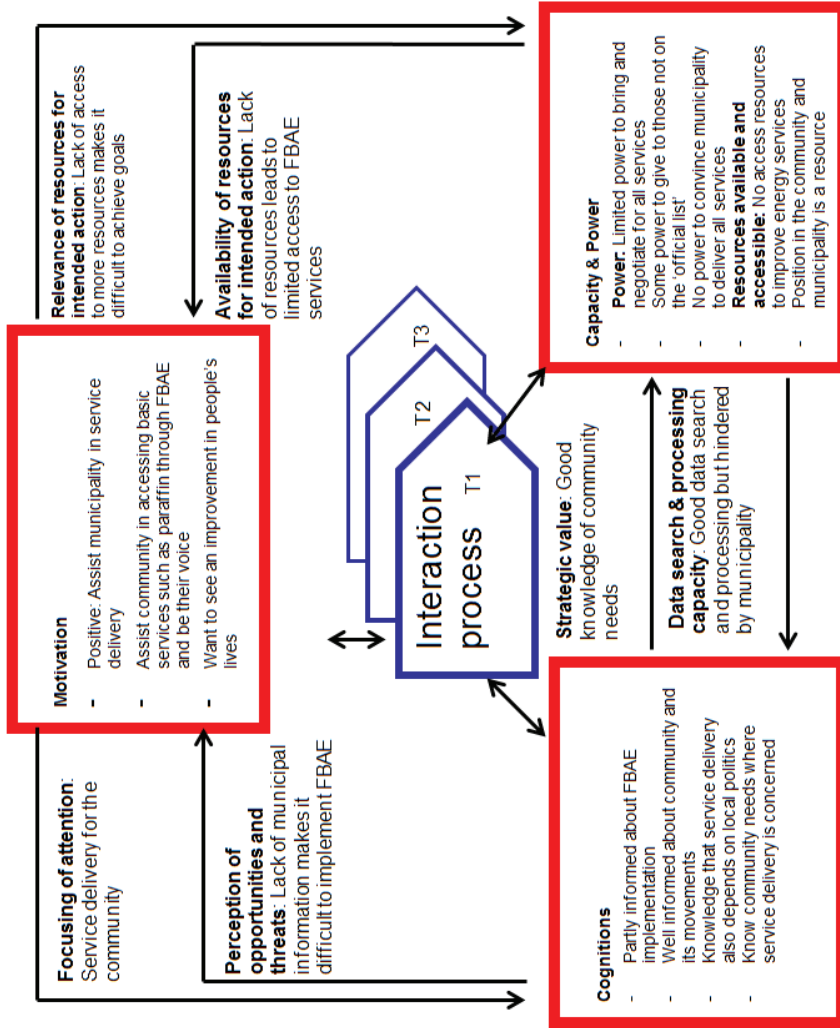 Focusing of attention:
Service delivery for the
community
Perception of
opportunities and
threats: Lack of municipal
information makes it
difficult to implement FBAE
Motivation
- Positive: Assist municipality in service
delivery
- Assist community in accessing basic
services such as paraffin through FBAE
and be their voice
- Want to see an improvement in people's
lives
Relevance of resources for
intended action: Lack of access
to more resources makes it
difficult to achieve goals
Availability of resources
for intended action: Lack
of resources leads to
limited access to FBAE
services
Interaction
process T1
T2
T3
Cognitions
- Partly informed about FBAE
implementation
- Well informed about community and
its movements
- Knowledge that service delivery
also depends on local politics
- Know community needs where
service delivery is concerned
Strategic value: Good
knowledge of community
needs
Data search & processing
capacity: Good data search
and processing but hindered
by municipality
Capacity & Power
- Power: Limited power to bring and
negotiate for all services
- Some power to give to those not on
the 'official list'
- No power to convince municipality
to deliver all services
- Resources available and
accessible: No access resources
to improve energy services
- Position in the community and
municipality is a resource